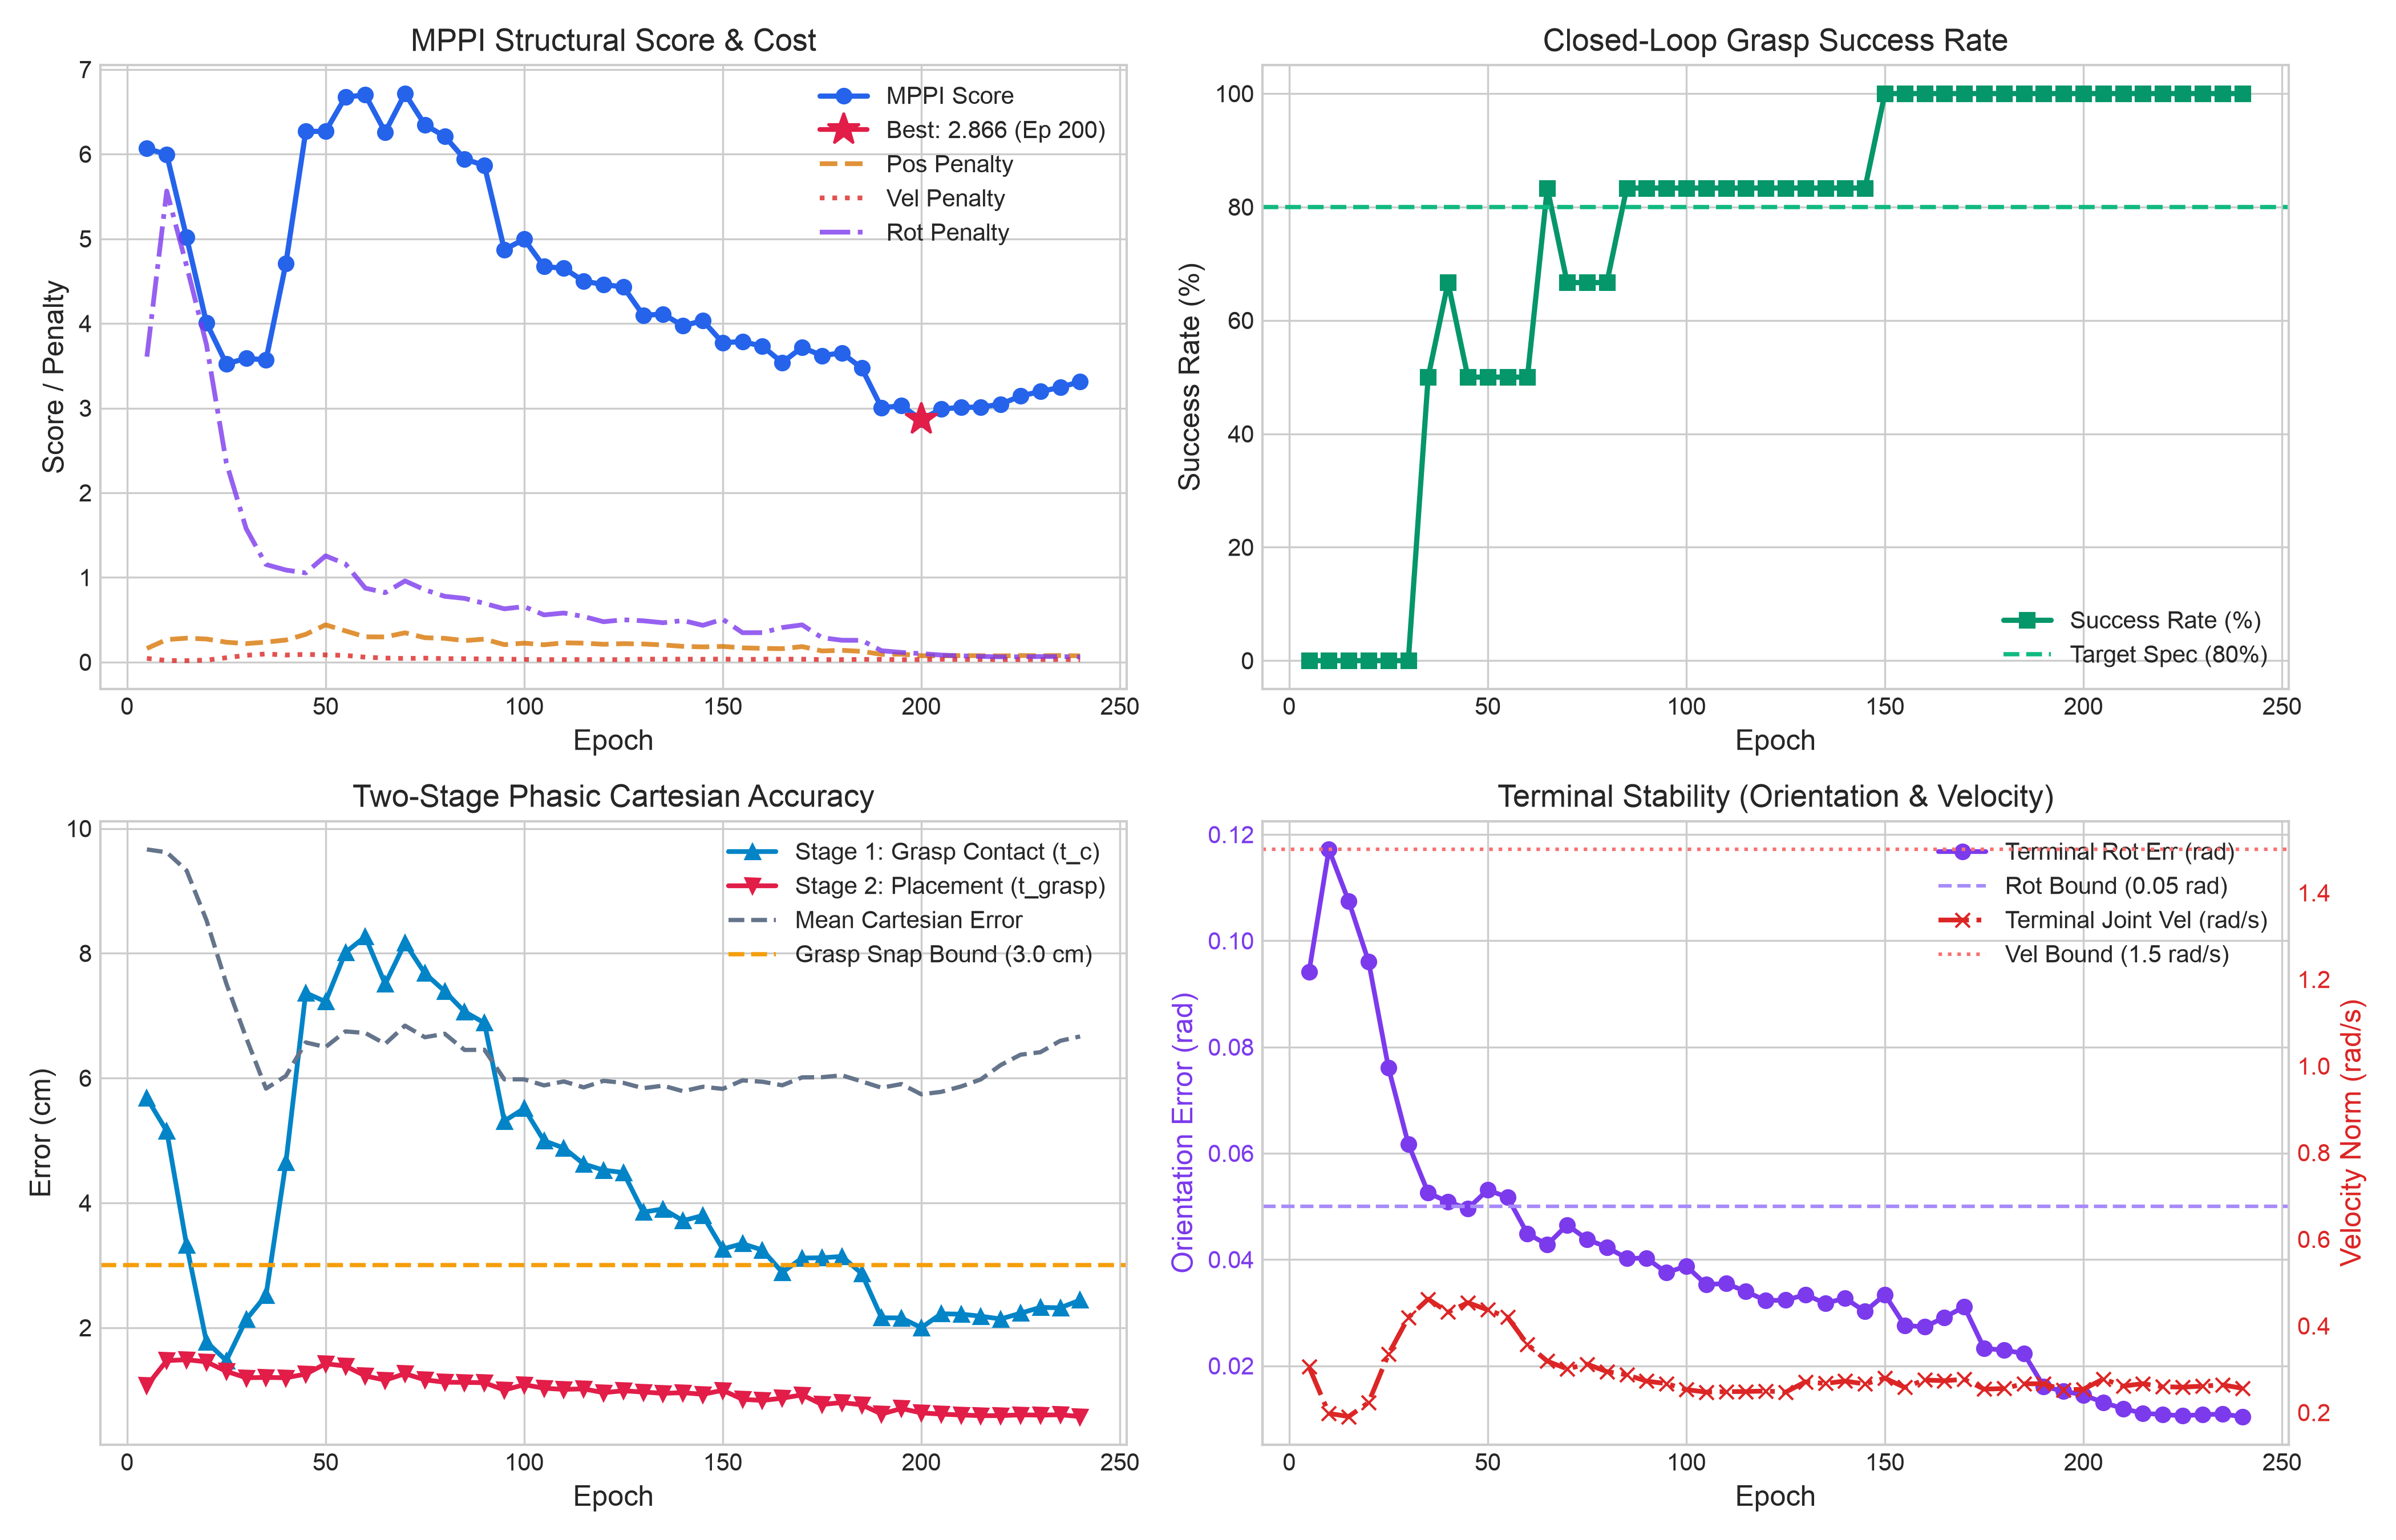 MPPI Structural Score & Cost
7
6
5
4
3
2
1
0
Score / Penalty
MPPI Score
Best: 2.866 (Ep 200)
Pos Penalty
Vel Penalty
Rot Penalty
0 50 100 150 200 250
Epoch
Closed-Loop Grasp Success Rate
100
80
60
40
20
0
Success Rate (%)
Success Rate (%)
Target Spec (80%)
0 50 100 150 200 250
Epoch
Two-Stage Phasic Cartesian Accuracy
10
8
6
4
2
Error (cm)
Stage 1: Grasp Contact (t_c)
Stage 2: Placement (t_grasp)
Mean Cartesian Error
Grasp Snap Bound (3.0 cm)
0 50 100 150 200 250
Epoch
Terminal Stability (Orientation & Velocity)
0.12
0.10
0.08
0.06
0.04
0.02
Orientation Error (rad)
Terminal Rot Err (rad)
Rot Bound (0.05 rad)
Terminal Joint Vel (rad/s)
Vel Bound (1.5 rad/s)
1.4
1.2
1.0
0.8
0.6
0.4
0.2
Velocity Norm (rad/s)
0 50 100 150 200 250
Epoch